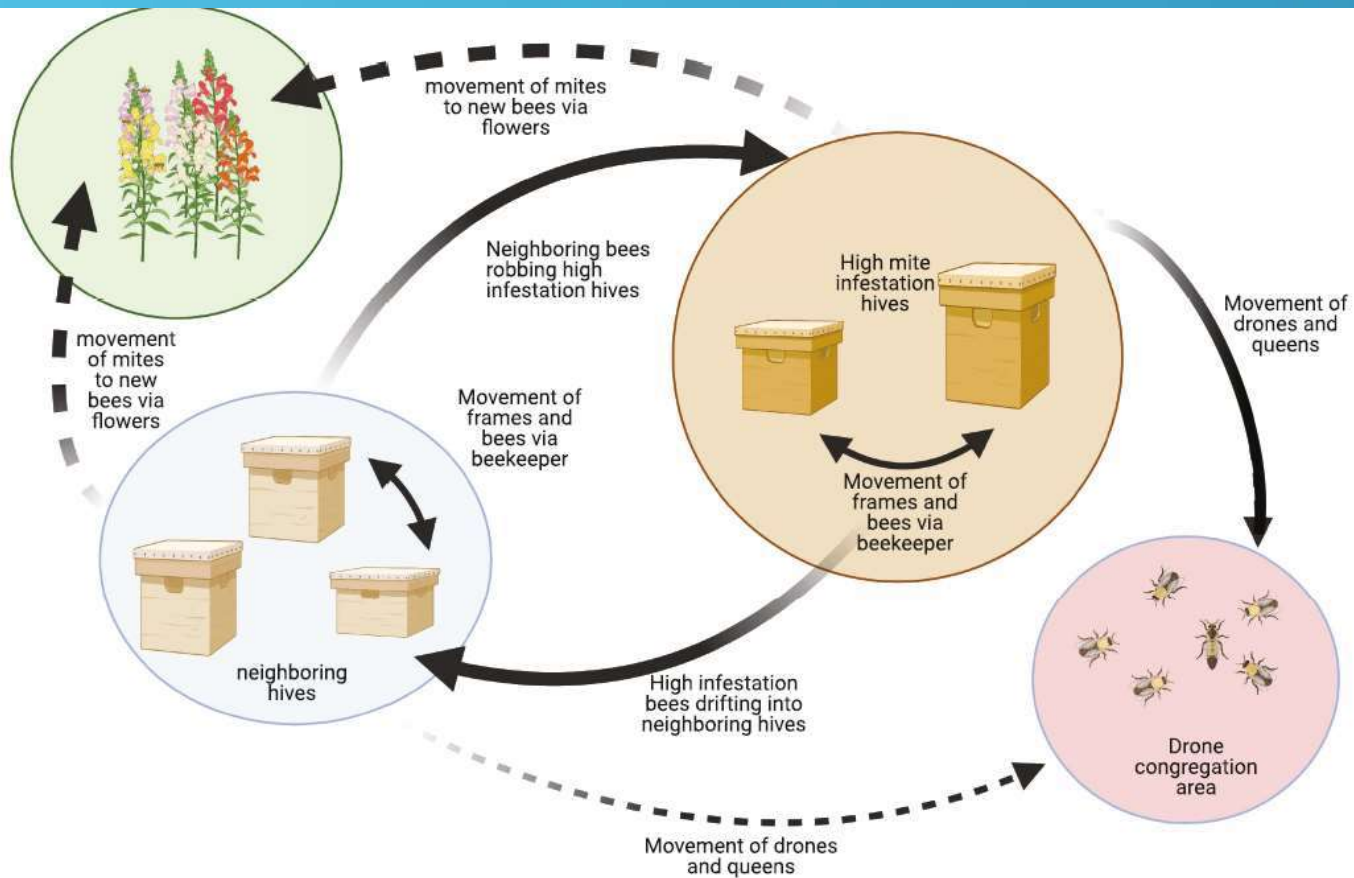 movement of mites
to new bees via
flowers
Neighboring bees
robbing high
infestation hives
High mite
infestation
hives
Movement of
drones and
queens
movement
of mites
to new
bees via
flowers
Movement of
frames and
bees via
beekeeper
Movement of
frames and
bees via
beekeeper
neighboring
hives
High infestation
bees drifting into
neighboring hives
Drone
congregation
area
Movement of drones
and queens